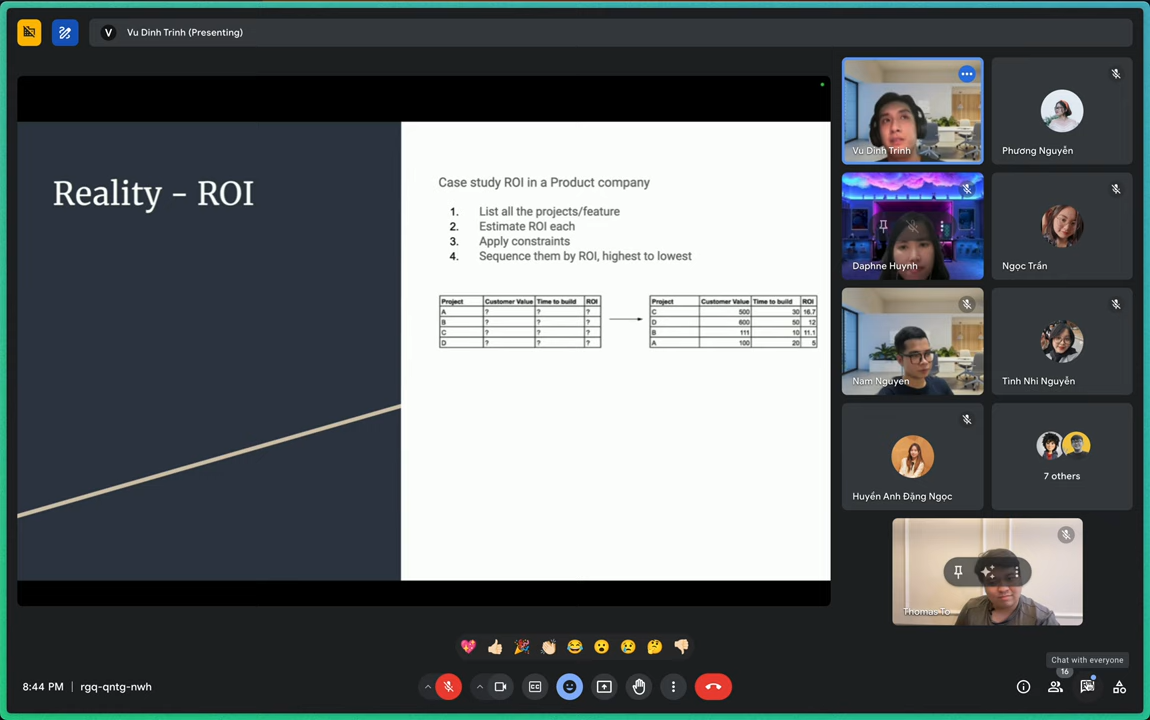 V Vu Dinh Trinh (Presenting)
Reality - ROI
Case study ROI in a Product company
1. List all the projects/feature
2. Estimate ROI each
3. Apply constraints
4. Sequence them by ROI, highest to lowest
Project Customer Value Time to build ROI
A ? ? ?
B ? ? ?
C ? ? ?
D ? ? ?
Project Customer Value Time to build ROI
C 500 30 16.7
D 600 50 12
B 111 10 11.1
A 100 20 5
Vu Dinh Trinh
Phương Nguyễn
Daphne Huynh
Ngọc Trần
Nam Nguyen
Tình Nhi Nguyễn
Huyền Anh Đặng Ngọc
7 others
Thomas To
Chat with everyone
8:44 PM | rgq-qntg-nwh
CC
16